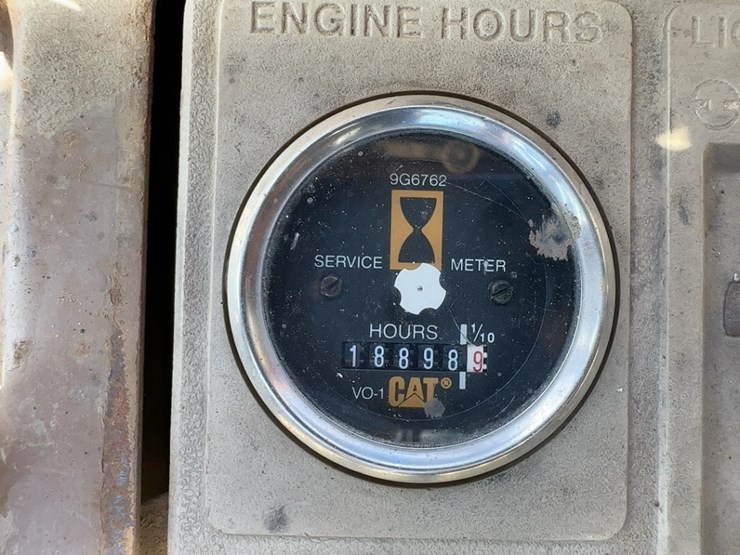 ENGINE HOURS
9G6762
SERVICE METER
HOURS 1/10
188989
VO-1 CAT®